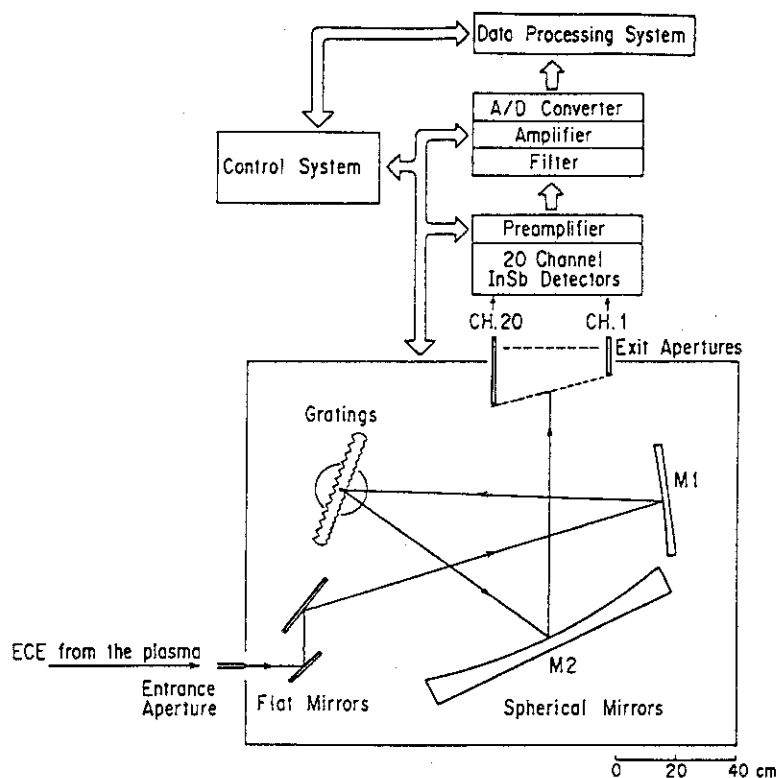 Data Processing System
A/D Converter
Amplifier
Filter
Control System
Preamplifier
20 Channel
InSb Detectors
CH.20
CH.1
Exit Apertures
Gratings
M1
ECE from the plasma
Entrance
Aperture
Flat Mirrors
M2
Spherical Mirrors
0 20 40 cm